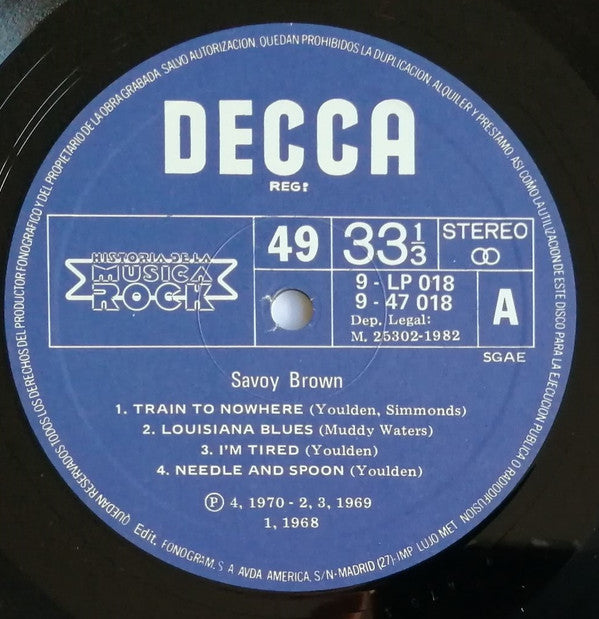 QUEDAN RESERVADOS TODOS LOS DERECHOS DEL PRODUCTOR FONOGRAFICO Y DEL PROPIETARIO DE LA OBRA GRABADA. SALVO AUTORIZACION, QUEDAN PROHIBIDOS LA DUPLICACION, ALQUILER Y PRESTAMO, ASI COMO LA UTILIZACION DE ESTE DISCO PARA LA EJECUCION PUBLICA O RADIODIFUSION
DECCA
REG!
HISTORIA DE LA
MUSICA
ROCK
49
33 1/3
STEREO
9 - LP 018
9 - 47 018
Dep. Legal:
M. 25302-1982
A
SGAE
Savoy Brown
1. TRAIN TO NOWHERE (Youlden, Simmonds)
2. LOUISIANA BLUES (Muddy Waters)
3. I'M TIRED (Youlden)
4. NEEDLE AND SPOON (Youlden)
Ⓟ 4, 1970 - 2, 3, 1969
1, 1968
Edit. FONOGRAM, S A AVDA. AMERICA, S/N-MADRID (27)-IMP LUJO MET